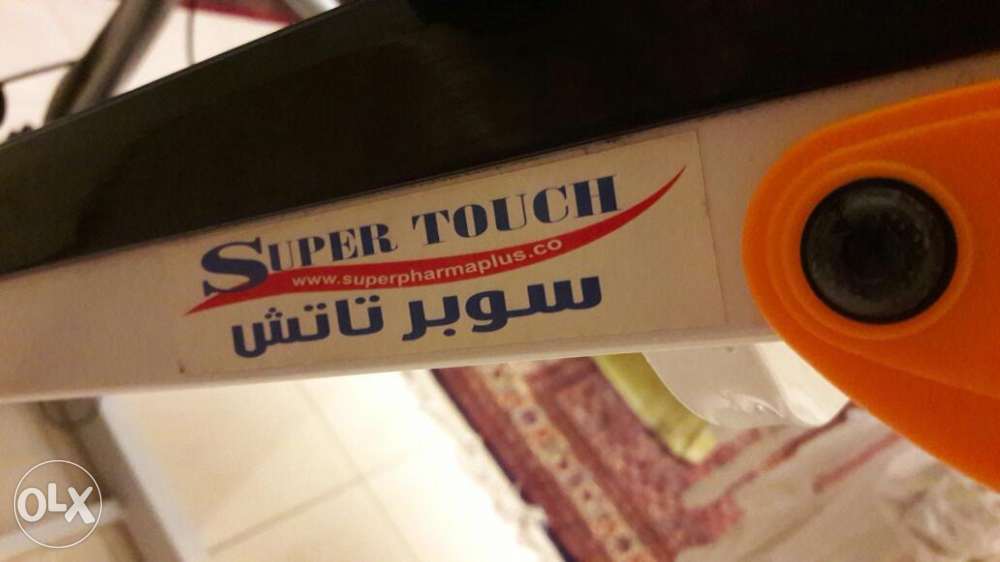 SUPER TOUCH
www.superpharmaplus.co
سوبر تاتش
OLX